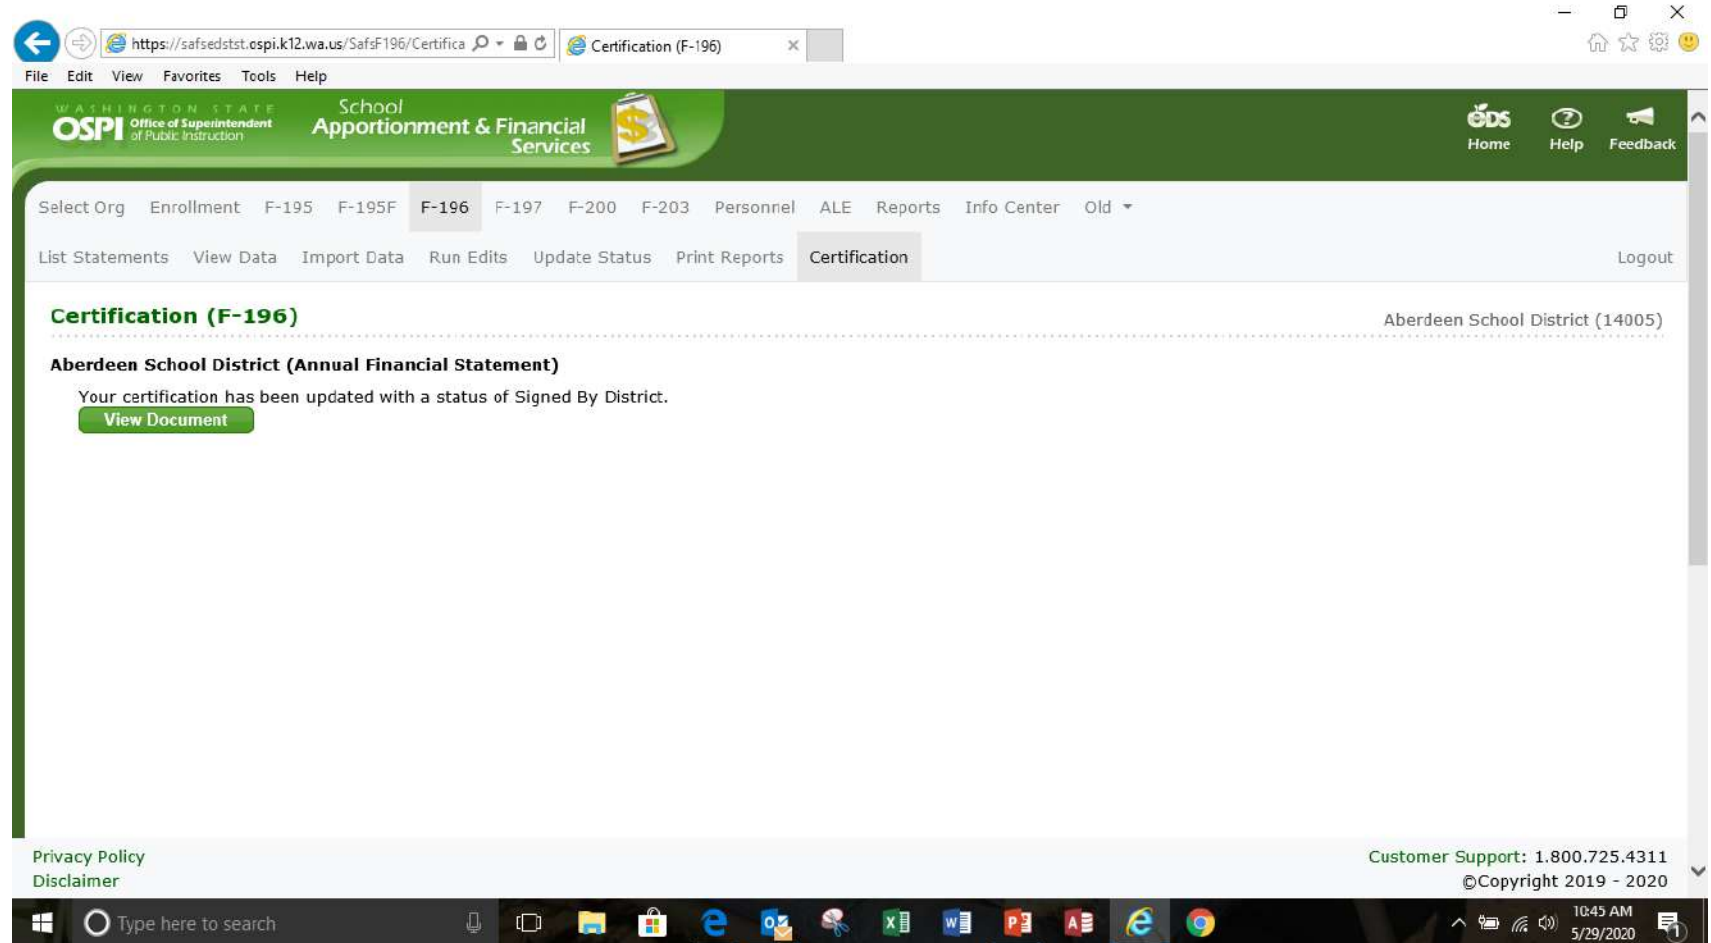 https://safsedstst.ospi.k12.wa.us/SafsF196/Certifica
Certification (F-196)
File Edit View Favorites Tools Help
WASHINGTON STATE
OSPI Office of Superintendent of Public Instruction
School
Apportionment & Financial
Services
EDS
Home Help Feedback
Select Org Enrollment F-195 F-195F F-196 F-197 F-200 F-203 Personnel ALE Reports Info Center Old
List Statements View Data Import Data Run Edits Update Status Print Reports Certification Logout
Certification (F-196)
Aberdeen School District (14005)
Aberdeen School District (Annual Financial Statement)
Your certification has been updated with a status of Signed By District.
View Document
Privacy Policy
Customer Support: 1.800.725.4311
Disclaimer
©Copyright 2019 - 2020
Type here to search
10:45 AM
5/29/2020